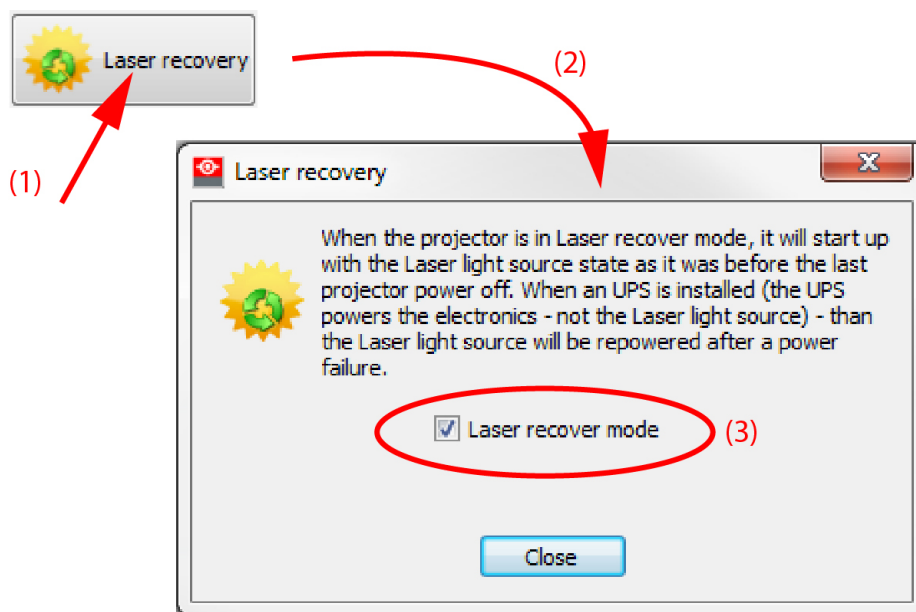 Laser recovery
(2)
(1)
Laser recovery
When the projector is in Laser recover mode, it will start up
with the Laser light source state as it was before the last
projector power off. When an UPS is installed (the UPS
powers the electronics - not the Laser light source) - than
the Laser light source will be repowered after a power
failure.
Laser recover mode (3)
Close